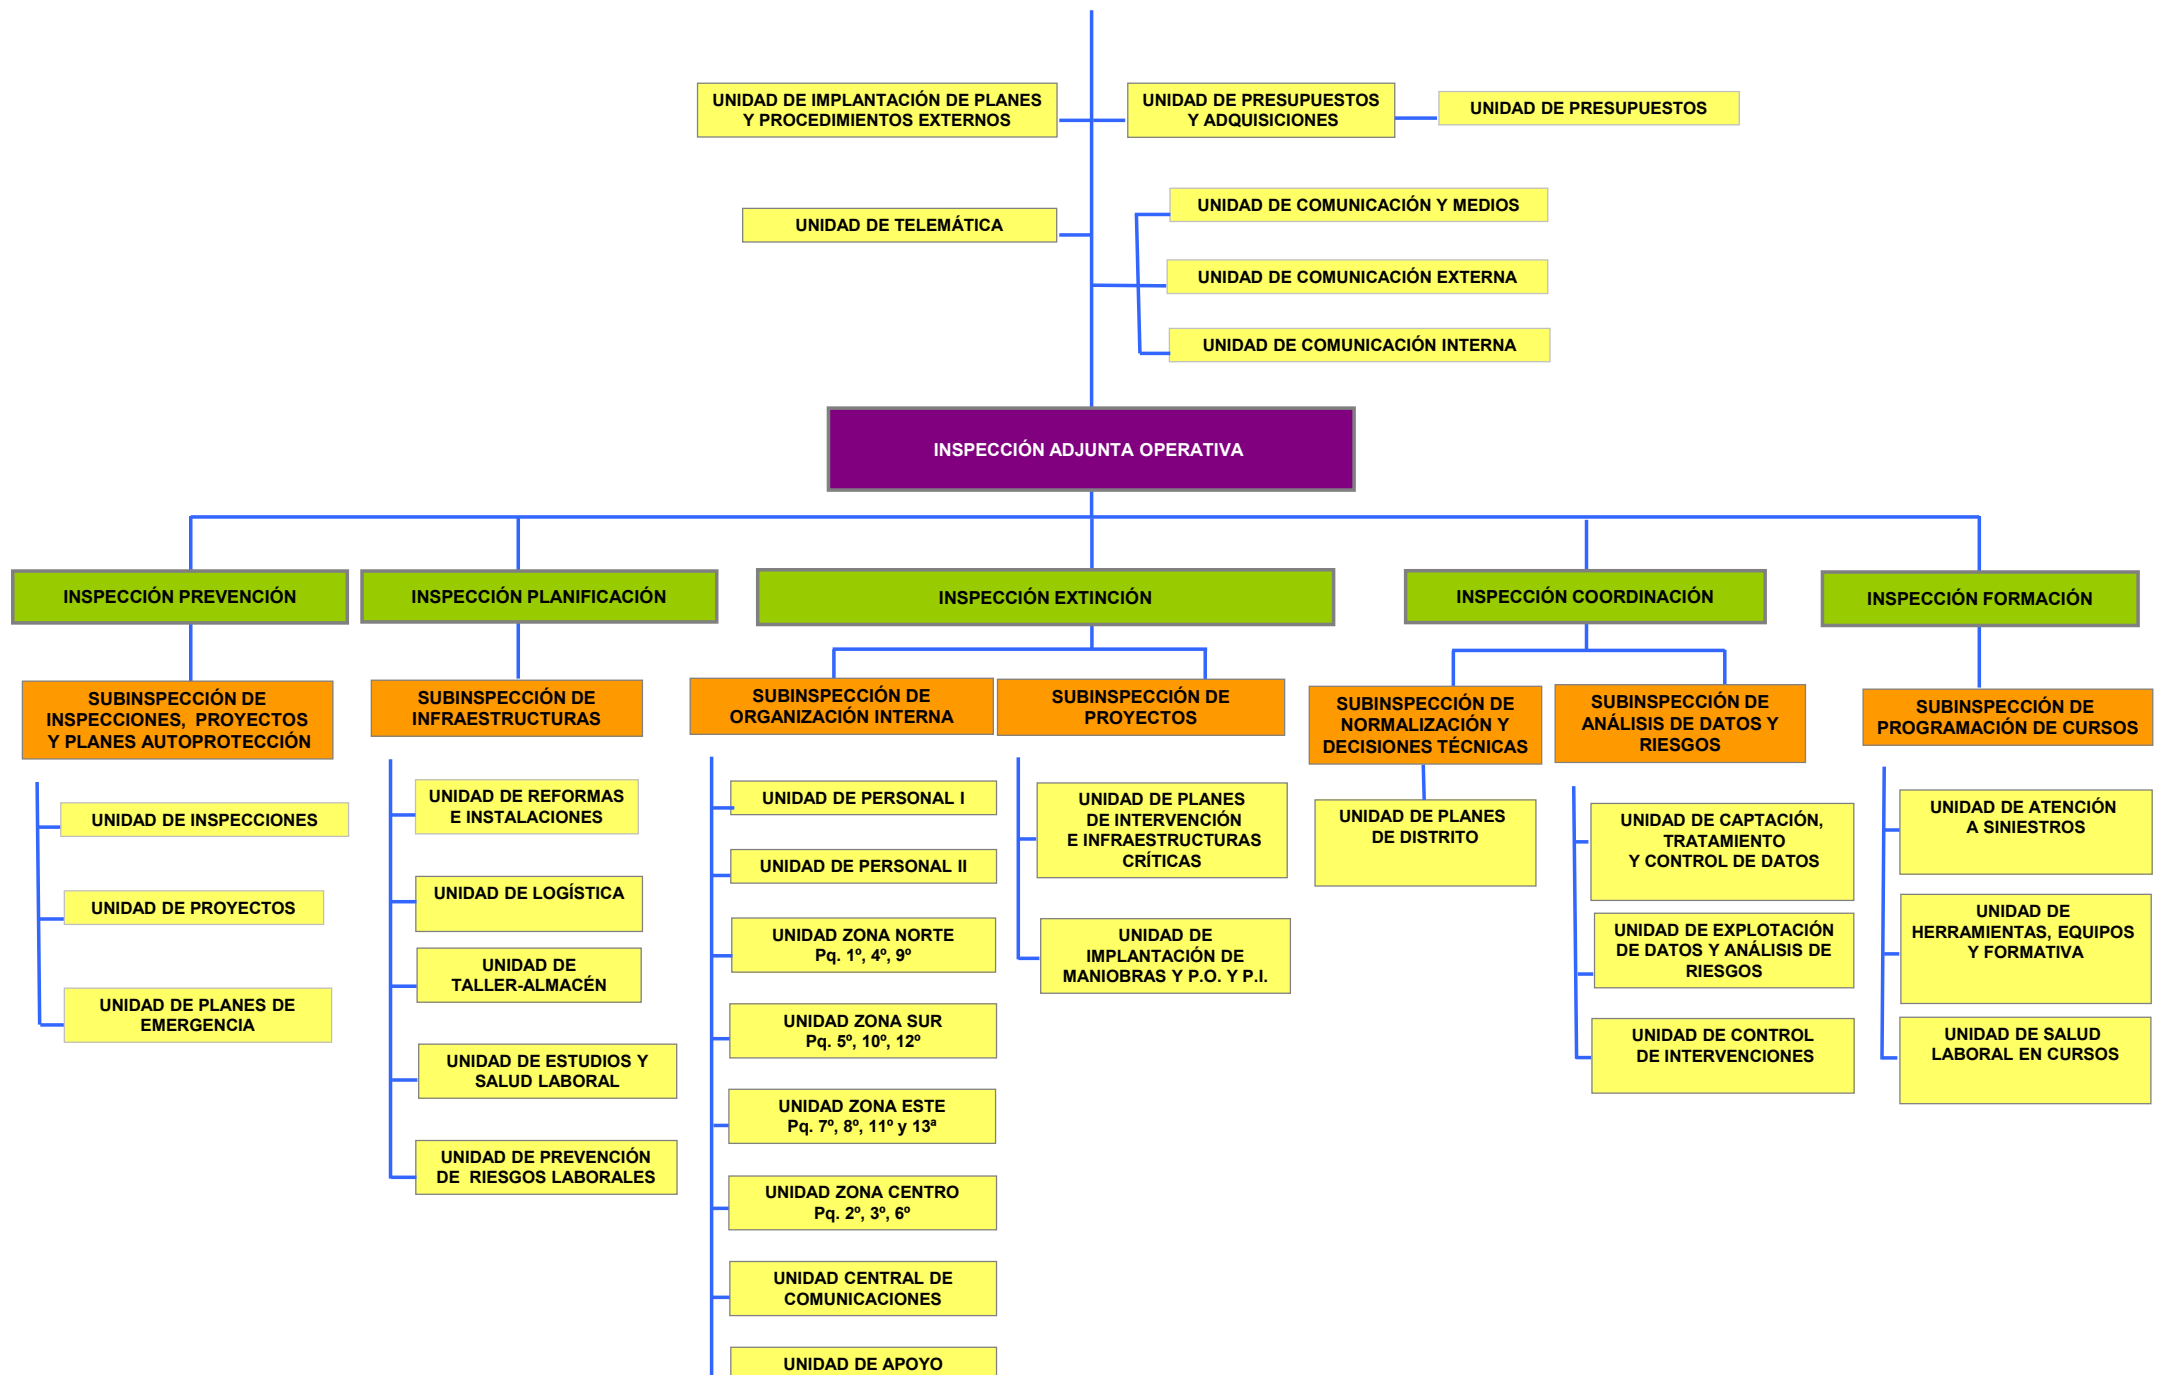 UNIDAD DE IMPLANTACIÓN DE PLANES
Y PROCEDIMIENTOS EXTERNOS
UNIDAD DE PRESUPUESTOS
Y ADQUISICIONES
UNIDAD DE PRESUPUESTOS
UNIDAD DE TELEMÁTICA
UNIDAD DE COMUNICACIÓN Y MEDIOS
UNIDAD DE COMUNICACIÓN EXTERNA
UNIDAD DE COMUNICACIÓN INTERNA
INSPECCIÓN ADJUNTA OPERATIVA
INSPECCIÓN PREVENCIÓN
INSPECCIÓN PLANIFICACIÓN
INSPECCIÓN EXTINCIÓN
INSPECCIÓN COORDINACIÓN
INSPECCIÓN FORMACIÓN
SUBINSPECCIÓN DE
INSPECCIONES, PROYECTOS
Y PLANES AUTOPROTECCIÓN
SUBINSPECCIÓN DE
INFRAESTRUCTURAS
SUBINSPECCIÓN DE
ORGANIZACIÓN INTERNA
SUBINSPECCIÓN DE
PROYECTOS
SUBINSPECCIÓN DE
NORMALIZACIÓN Y
DECISIONES TÉCNICAS
SUBINSPECCIÓN DE
ANÁLISIS DE DATOS Y
RIESGOS
SUBINSPECCIÓN DE
PROGRAMACIÓN DE CURSOS
UNIDAD DE INSPECCIONES
UNIDAD DE PROYECTOS
UNIDAD DE PLANES DE
EMERGENCIA
UNIDAD DE REFORMAS
E INSTALACIONES
UNIDAD DE LOGÍSTICA
UNIDAD DE
TALLER-ALMACÉN
UNIDAD DE ESTUDIOS Y
SALUD LABORAL
UNIDAD DE PREVENCIÓN
DE RIESGOS LABORALES
UNIDAD DE PERSONAL I
UNIDAD DE PERSONAL II
UNIDAD ZONA NORTE
Pq. 1º, 4º, 9º
UNIDAD ZONA SUR
Pq. 5º, 10º, 12º
UNIDAD ZONA ESTE
Pq. 7º, 8º, 11º y 13ª
UNIDAD ZONA CENTRO
Pq. 2º, 3º, 6º
UNIDAD CENTRAL DE
COMUNICACIONES
UNIDAD DE APOYO
UNIDAD DE PLANES
DE INTERVENCIÓN
E INFRAESTRUCTURAS
CRÍTICAS
UNIDAD DE
IMPLANTACIÓN DE
MANIOBRAS Y P.O. Y P.I.
UNIDAD DE PLANES
DE DISTRITO
UNIDAD DE CAPTACIÓN,
TRATAMIENTO
Y CONTROL DE DATOS
UNIDAD DE EXPLOTACIÓN
DE DATOS Y ANÁLISIS DE
RIESGOS
UNIDAD DE CONTROL
DE INTERVENCIONES
UNIDAD DE ATENCIÓN
A SINIESTROS
UNIDAD DE
HERRAMIENTAS, EQUIPOS
Y FORMATIVA
UNIDAD DE SALUD
LABORAL EN CURSOS